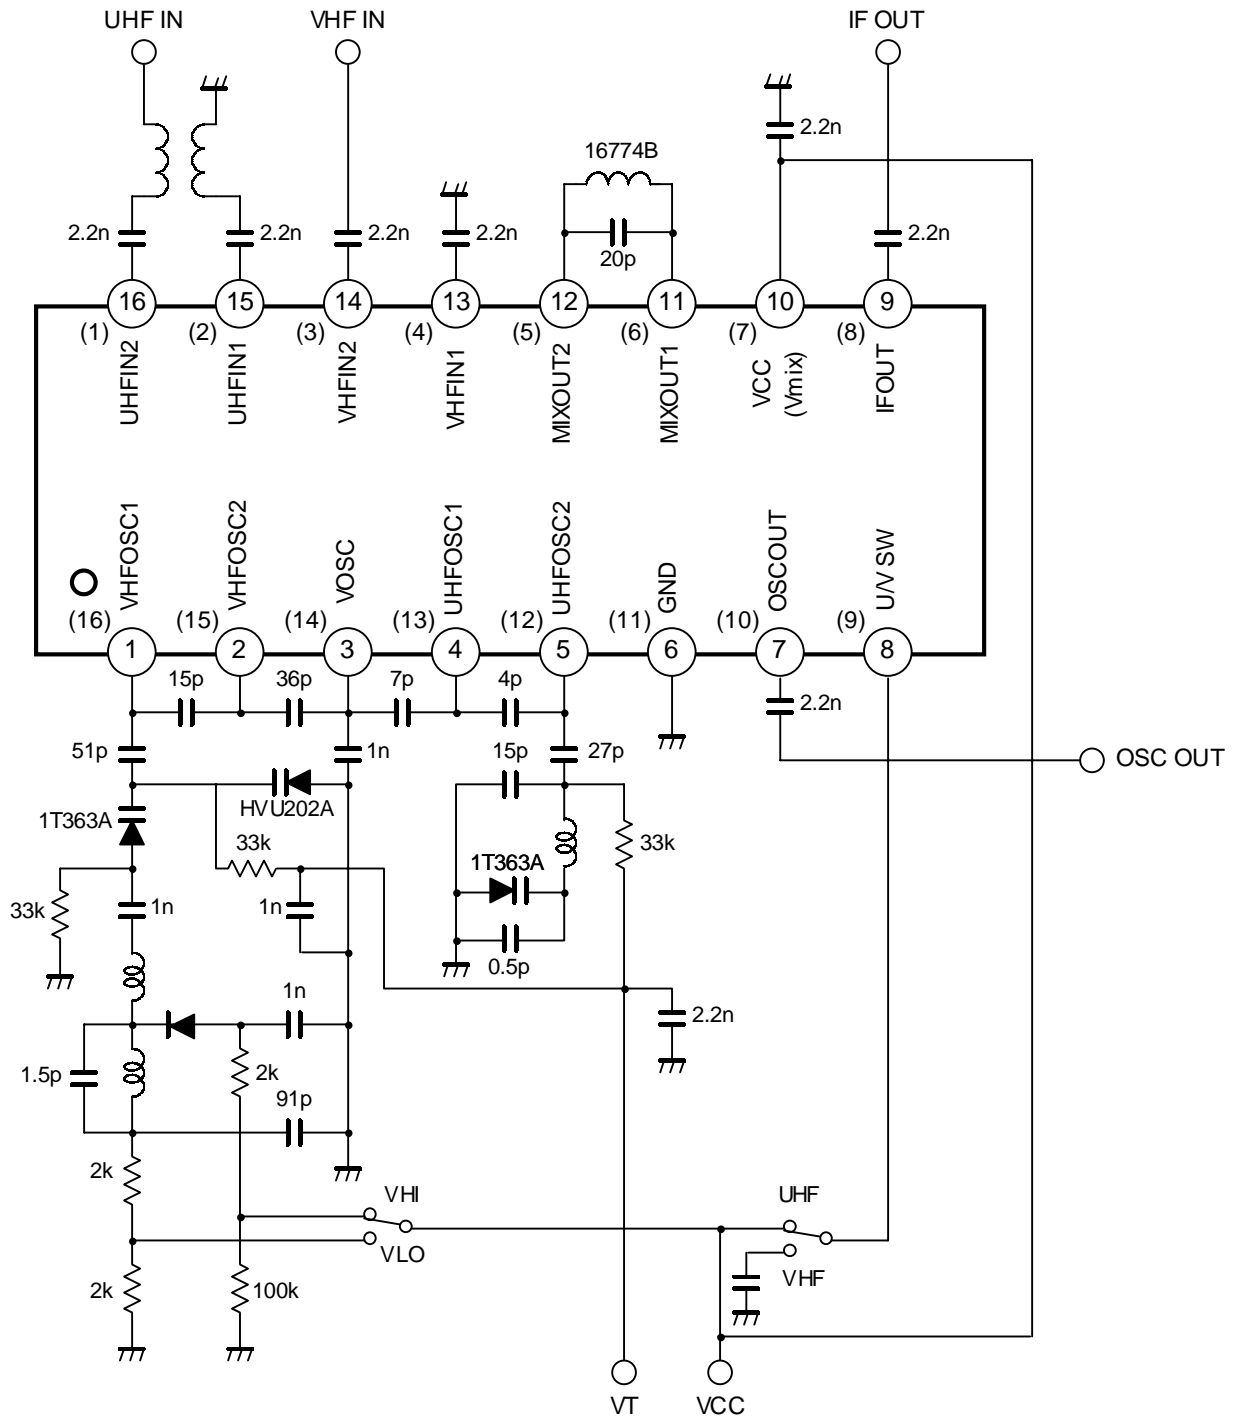 UHF IN
VHF IN
IF OUT
2.2n
16774B
2.2n
2.2n
2.2n
2.2n
20p
2.2n
2.2n
16
15
14
13
12
11
10
9
(1)
(2)
(3)
(4)
(5)
(6)
(7)
(8)
UHFIN2
UHFIN1
VHFIN2
VHFIN1
MIXOUT2
MIXOUT1
VCC
(Vmix)
IFOUT
VHFOSC1
VHFOSC2
VOSC
UHFOSC1
UHFOSC2
GND
OSCOUT
U/V SW
(16)
(15)
(14)
(13)
(12)
(11)
(10)
(9)
1
2
3
4
5
6
7
8
15p
36p
7p
4p
2.2n
51p
1n
15p
27p
OSC OUT
1T363A
HVU202A
33k
1T363A
33k
33k
1n
1n
0.5p
1n
2.2n
1.5p
2k
91p
2k
VHI
UHF
VLO
VHF
2k
100k
VT
VCC